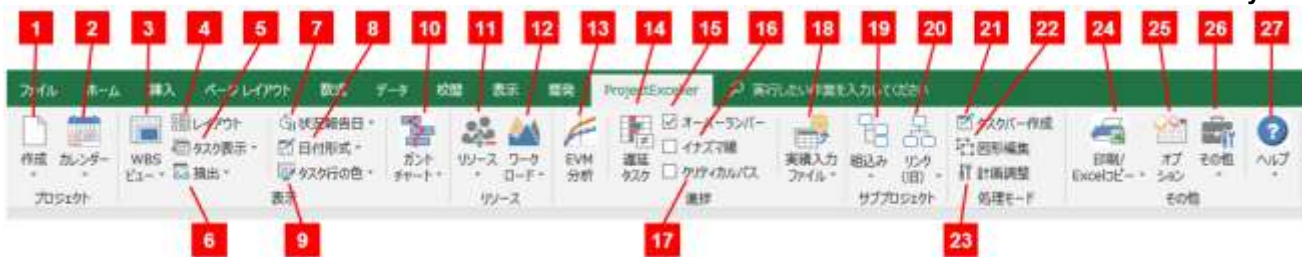 y
1 2 3 4 5 7 8 10 11 12 13 14 15 16 18 19 20 21 22 24 25 26 27
ファイル ホーム 挿入 ページレイアウト 数式 データ 校閲 表示 開発 ProjectExceller 実行したい作業を入力してください
レイアウト 状況報告日 オーバーランバー タスクバー作成
タスク表示 日付形式 イナズマ線 図形編集
抽出 タスク行の色 クリティカルパス 計画調整
作成 カレンダー WBS ガント リソース ワーク EVM 遅延 実績入力 組込み リンク 印刷/ オプ その他 ヘルプ
ビュー チャート ロード 分析 タスク ファイル (旧) Excelコピー ション
プロジェクト 表示 リソース 進捗 サブプロジェクト 処理モード その他
6 9 17 23